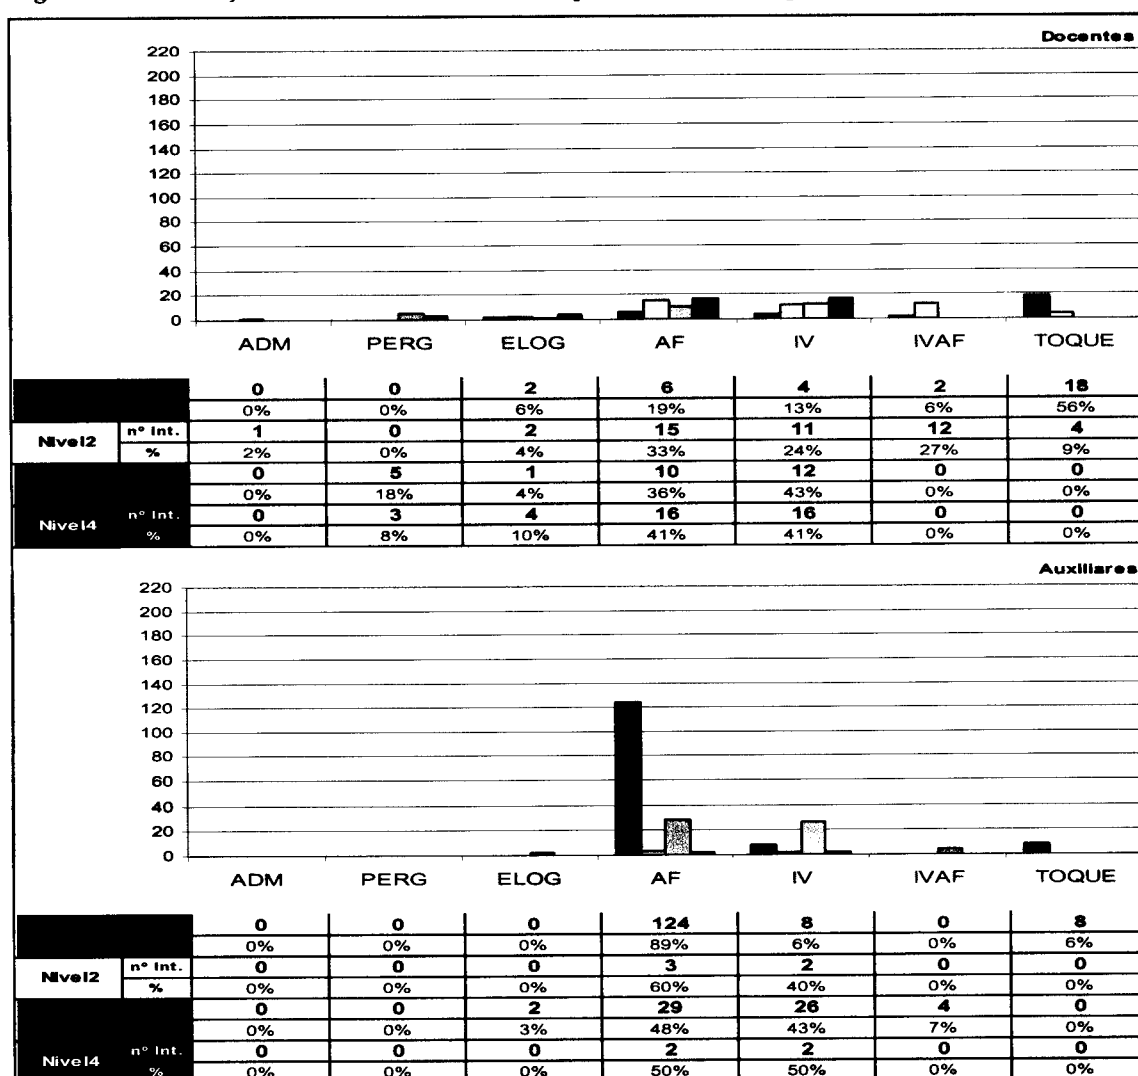 Docentes
220
200
180
160
140
120
100
80
60
40
20
0
ADM PERG ELOG AF IV IVAF TOQUE
0 0 2 6 4 2 18
0% 0% 6% 19% 13% 6% 56%
Nivel2 nº Int. 1 0 2 15 11 12 4
% 2% 0% 4% 33% 24% 27% 9%
0 5 1 10 12 0 0
0% 18% 4% 36% 43% 0% 0%
Nivel4 nº Int. 0 3 4 16 16 0 0
% 0% 8% 10% 41% 41% 0% 0%
Auxiliares
220
200
180
160
140
120
100
80
60
40
20
0
ADM PERG ELOG AF IV IVAF TOQUE
0 0 0 124 8 0 8
0% 0% 0% 89% 6% 0% 6%
Nivel2 nº Int. 0 0 0 3 2 0 0
% 0% 0% 0% 60% 40% 0% 0%
0 0 2 29 26 4 0
0% 0% 3% 48% 43% 7% 0%
Nivel4 nº Int. 0 0 0 2 2 0 0
% 0% 0% 0% 50% 50% 0% 0%